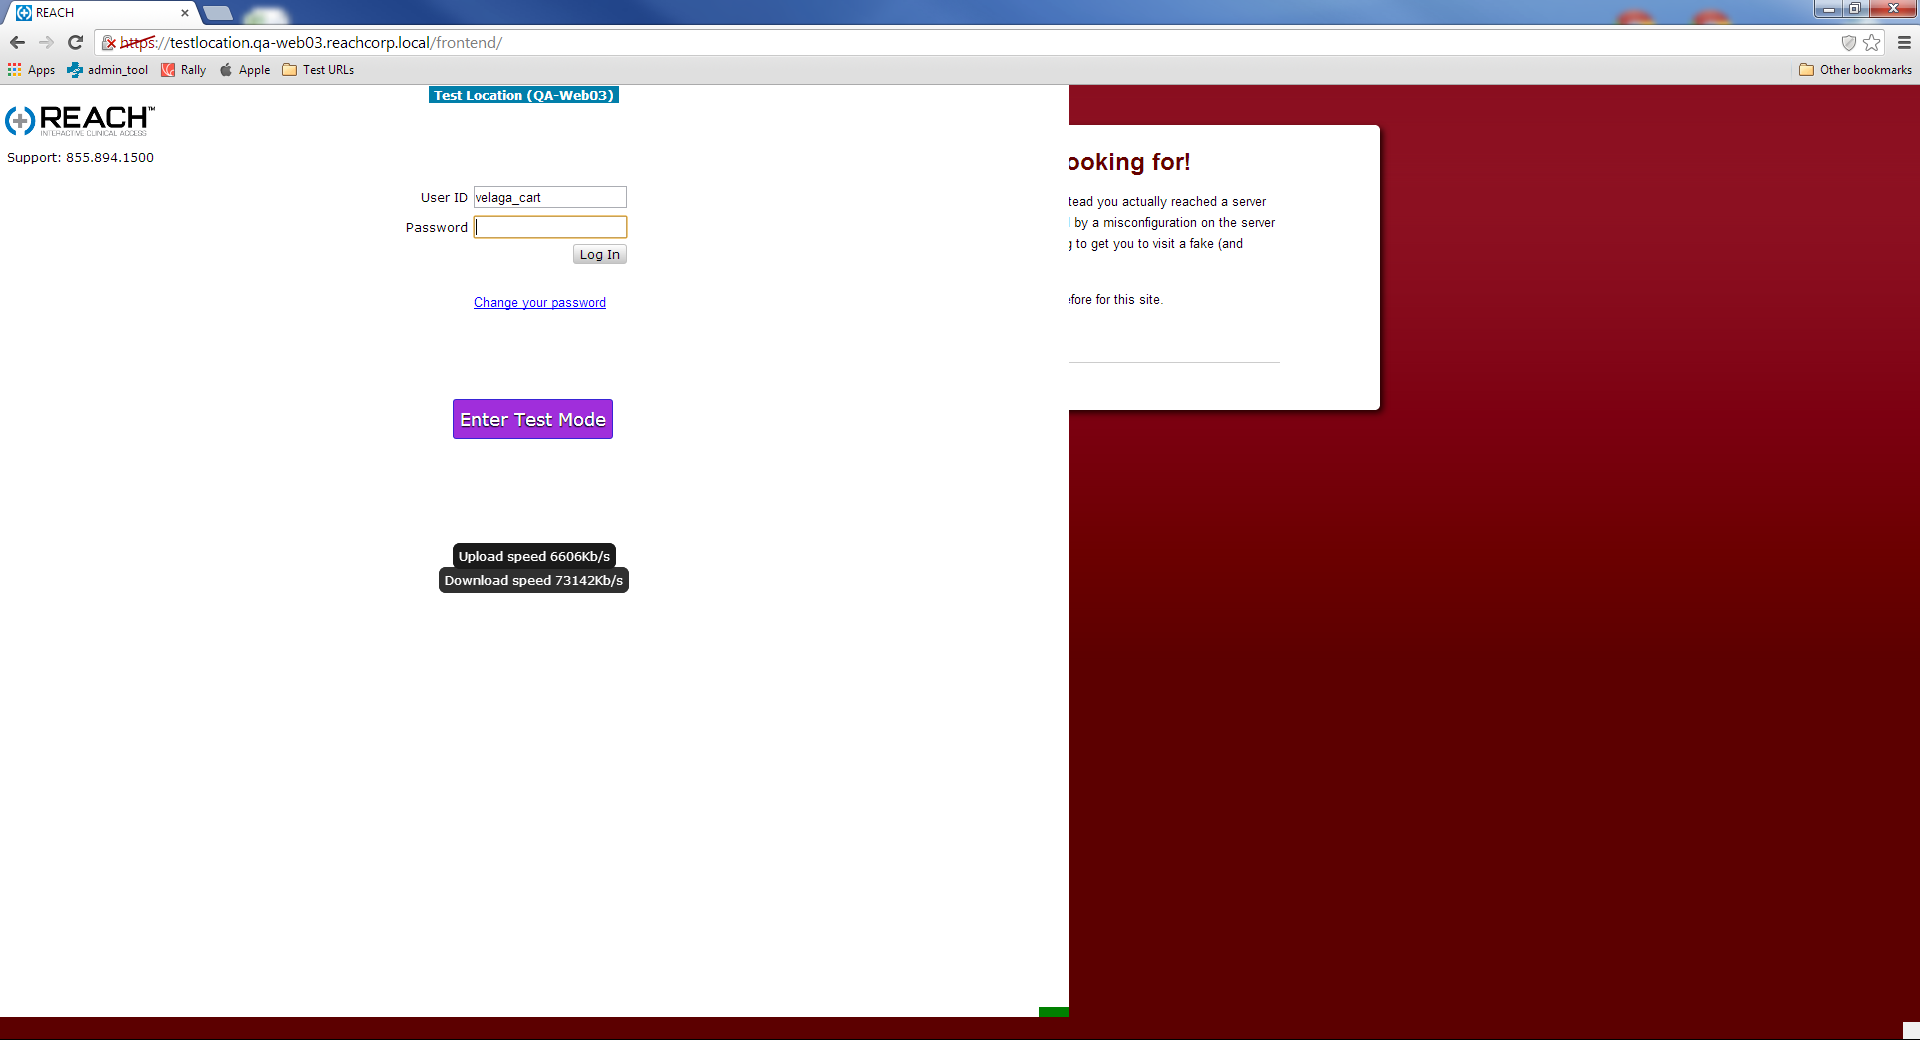 REACH
https://testlocation.qa-web03.reachcorp.local/frontend/
Apps admin_tool Rally Apple Test URLs Other bookmarks
Test Location (QA-Web03)
REACH™
INTERACTIVE CLINICAL ACCESS
Support: 855.894.1500
User ID velaga_cart
Password
Log In
Change your password
Enter Test Mode
Upload speed 6606Kb/s
Download speed 73142Kb/s
ooking for!
tead you actually reached a server
by a misconfiguration on the server
g to get you to visit a fake (and
efore for this site.